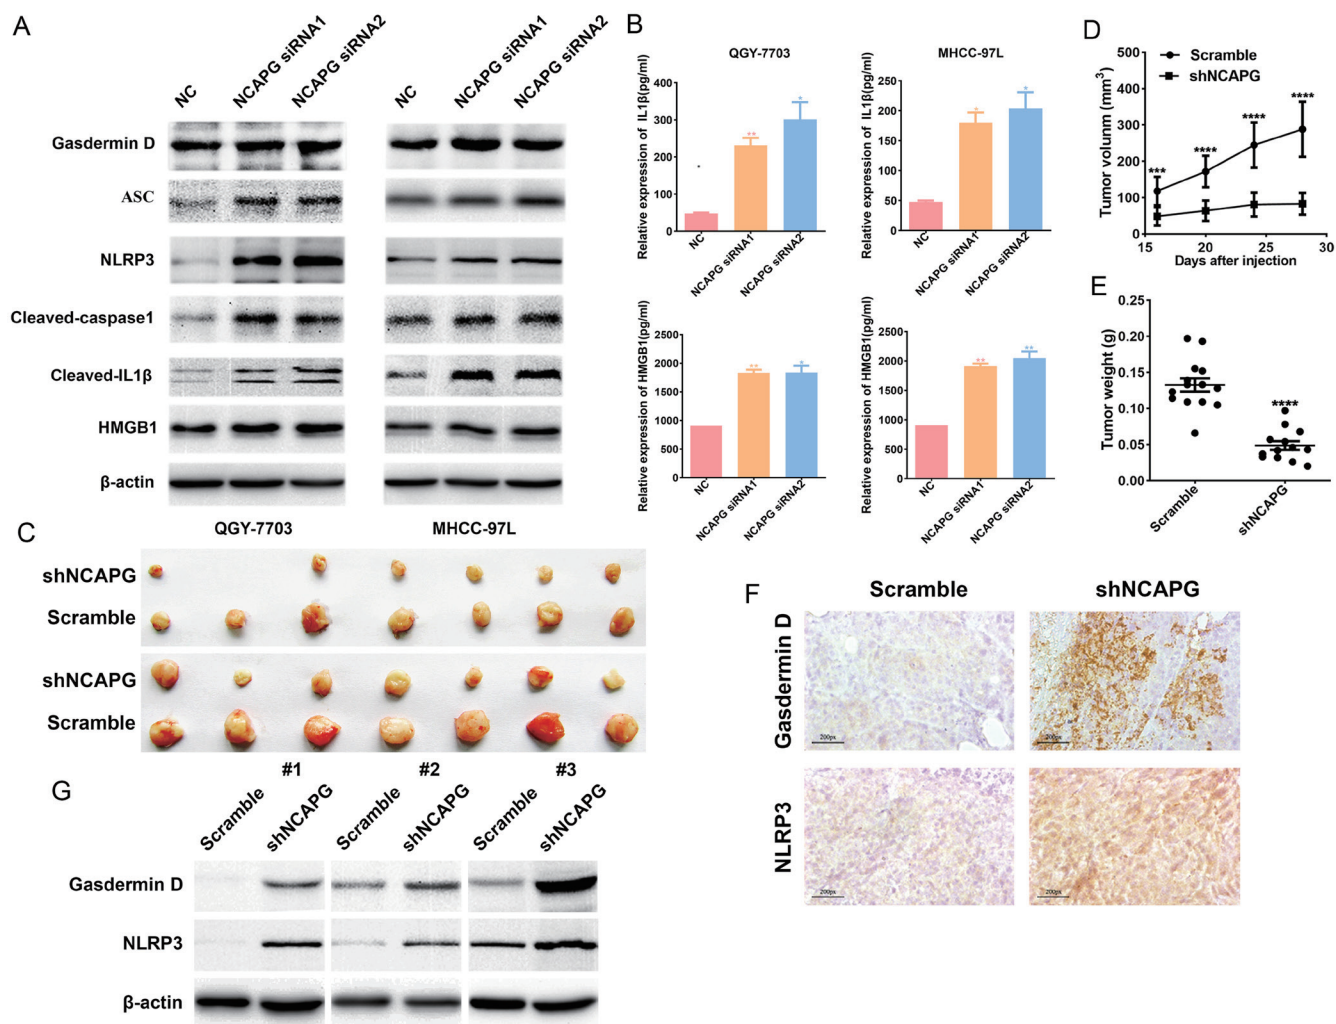 A
NC
NCAPG siRNA1
NCAPG siRNA2
NC
NCAPG siRNA1
NCAPG siRNA2
Gasdermin D
ASC
NLRP3
Cleaved-caspase1
Cleaved-IL1β
HMGB1
β-actin
QGY-7703
MHCC-97L
B
QGY-7703
Relative expression of IL1β(pg/ml)
400
300
200
100
0
**
*
NC
NCAPG siRNA1
NCAPG siRNA2
MHCC-97L
Relative expression of IL1β(pg/ml)
250
200
150
100
50
0
*
*
NC
NCAPG siRNA1
NCAPG siRNA2
Relative expression of HMGB1(pg/ml)
2500
2000
1500
1000
500
0
**
*
NC
NCAPG siRNA1
NCAPG siRNA2
Relative expression of HMGB1(pg/ml)
2500
2000
1500
1000
500
0
**
**
NC
NCAPG siRNA1
NCAPG siRNA2
C
shNCAPG
Scramble
shNCAPG
Scramble
D
Scramble
shNCAPG
Tumor volunm (mm³)
500
400
300
200
100
0
***
****
****
****
15
20
25
30
Days after injection
E
Tumor weight (g)
0.25
0.20
0.15
0.10
0.05
0.00
****
Scramble
shNCAPG
F
Scramble
shNCAPG
Gasdermin D
200px
200px
NLRP3
200px
200px
G
#1
#2
#3
Scramble
shNCAPG
Scramble
shNCAPG
Scramble
shNCAPG
Gasdermin D
NLRP3
β-actin